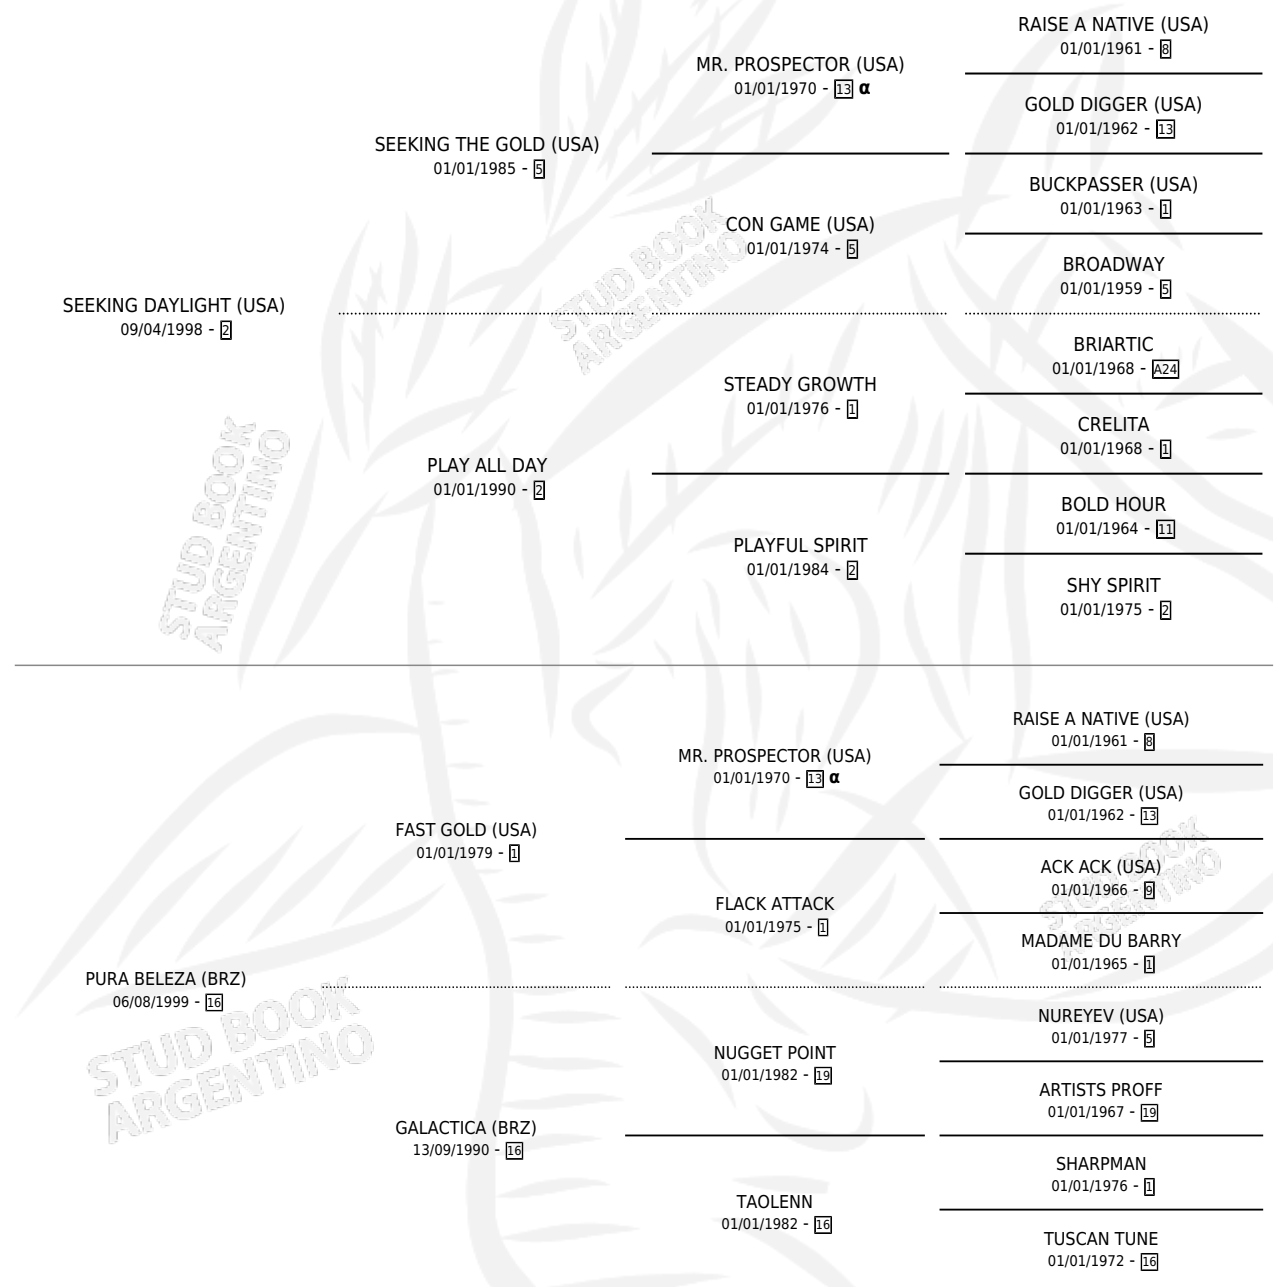 RAISE A NATIVE (USA)
01/01/1961 - 8
MR. PROSPECTOR (USA)
01/01/1970 - 13 α
GOLD DIGGER (USA)
01/01/1962 - 13
SEEKING THE GOLD (USA)
01/01/1985 - 5
BUCKPASSER (USA)
01/01/1963 - 1
CON GAME (USA)
01/01/1974 - 5
BROADWAY
01/01/1959 - 5
STUD BOOK
ARGENTINO
SEEKING DAYLIGHT (USA)
09/04/1998 - 2
BRIARTIC
01/01/1968 - A24
STEADY GROWTH
01/01/1976 - 1
CRELITA
01/01/1968 - 1
STUD BOOK
ARGENTINO
PLAY ALL DAY
01/01/1990 - 2
BOLD HOUR
01/01/1964 - 11
PLAYFUL SPIRIT
01/01/1984 - 2
SHY SPIRIT
01/01/1975 - 2
RAISE A NATIVE (USA)
01/01/1961 - 8
MR. PROSPECTOR (USA)
01/01/1970 - 13 α
GOLD DIGGER (USA)
01/01/1962 - 13
FAST GOLD (USA)
01/01/1979 - 1
ACK ACK (USA)
01/01/1966 - 9
STUD BOOK
ARGENTINO
FLACK ATTACK
01/01/1975 - 1
MADAME DU BARRY
01/01/1965 - 1
PURA BELEZA (BRZ)
06/08/1999 - 16
STUD BOOK
ARGENTINO
NUREYEV (USA)
01/01/1977 - 5
NUGGET POINT
01/01/1982 - 19
ARTISTS PROFF
01/01/1967 - 19
GALACTICA (BRZ)
13/09/1990 - 16
SHARPMAN
01/01/1976 - 1
TAOLENN
01/01/1982 - 16
TUSCAN TUNE
01/01/1972 - 16